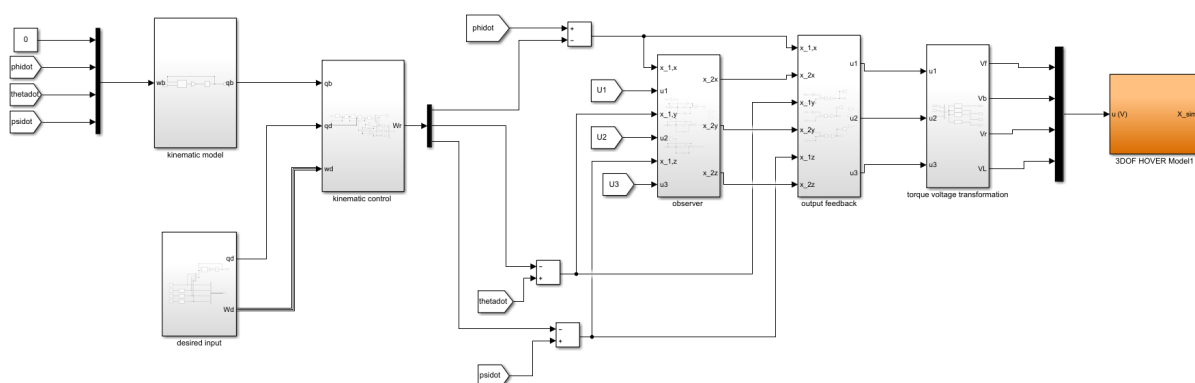 0
phidot
thetadot
psidot
wb
qb
kinematic model
qb
qd
wd
Wr
kinematic control
qd
Wd
desired input
phidot
+
−
U1
U2
U3
x_1,x
u1
x_1,y
u2
x_1,z
u3
x_2x
x_2y
x_2z
observer
x_1,x
x_2x
x_1y
x_2y
x_1z
x_2z
u1
u2
u3
output feedback
u1
u2
u3
Vf
Vb
Vr
VL
torque voltage transformation
u (V)
X_sim
3DOF HOVER Model1
−
+
thetadot
−
+
psidot